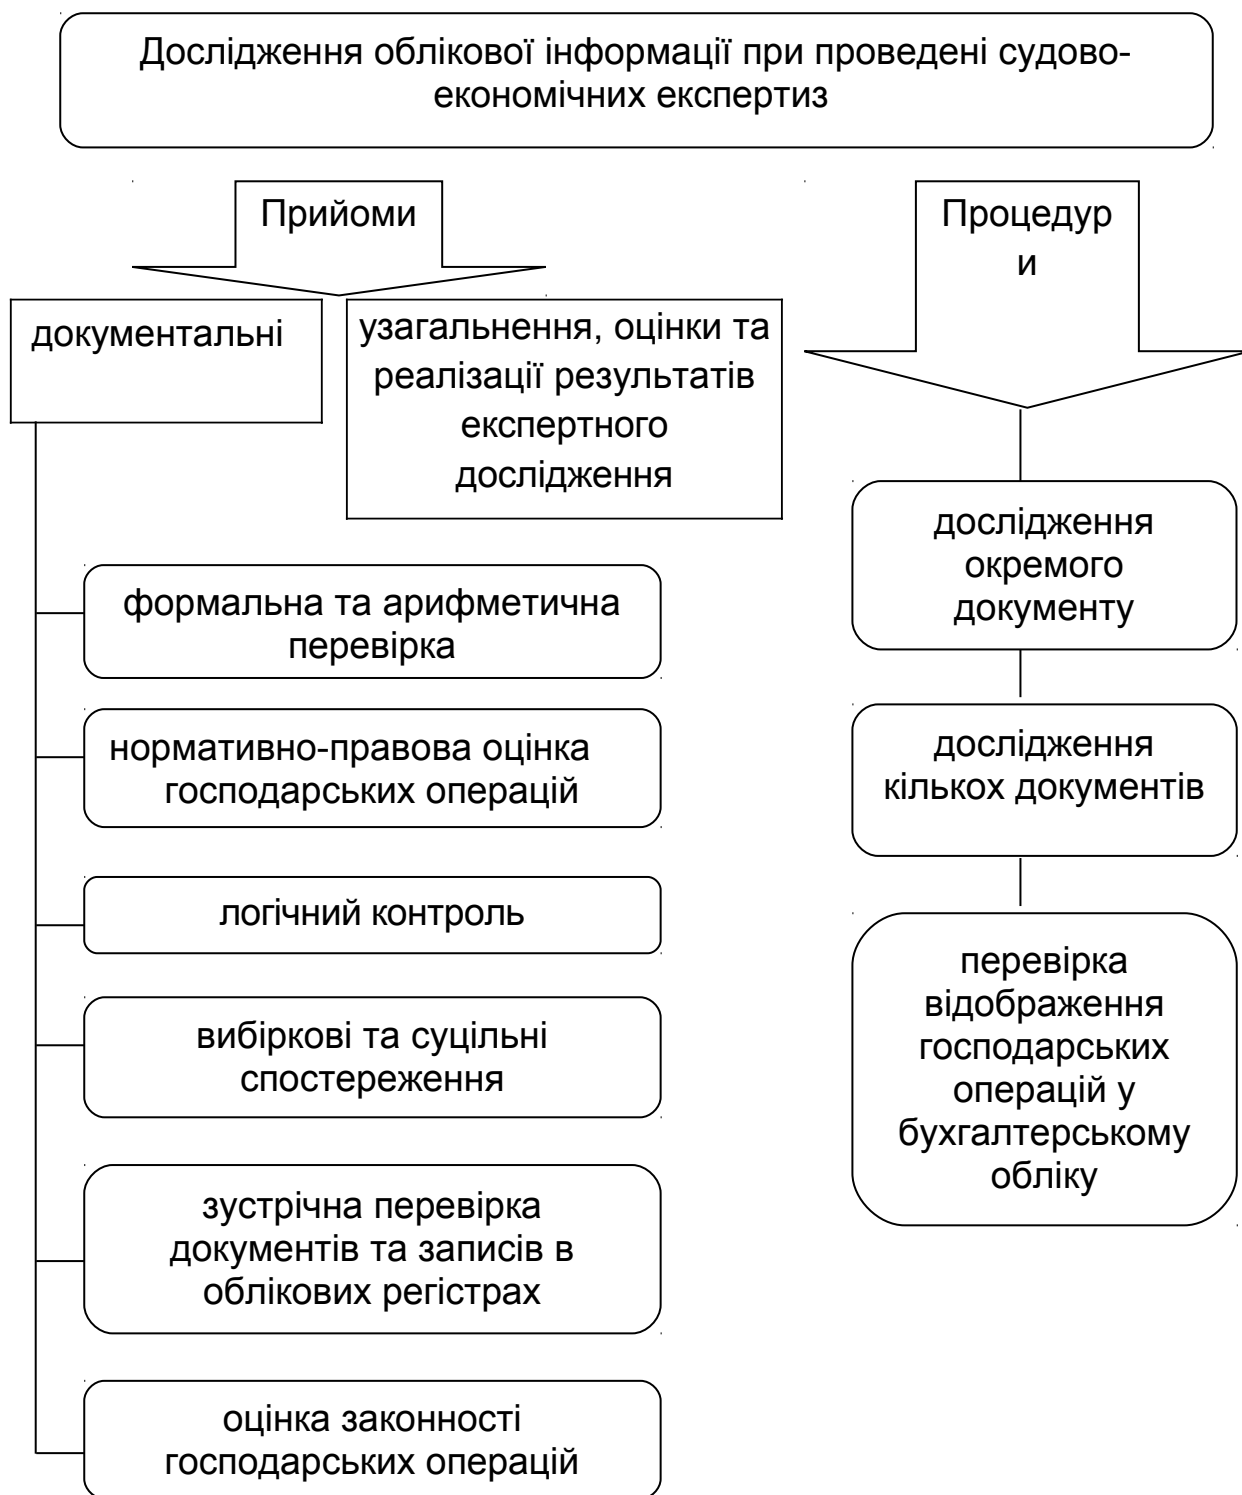 Дослідження облікової інформації при проведені судово-
економічних експертиз
Прийоми
Процедур
и
документальні
узагальнення, оцінки та
реалізації результатів
експертного
дослідження
формальна та арифметична
перевірка
нормативно-правова оцінка
господарських операцій
логічний контроль
вибіркові та суцільні
спостереження
зустрічна перевірка
документів та записів в
облікових регістрах
оцінка законності
господарських операцій
дослідження
окремого
документу
дослідження
кількох документів
перевірка
відображення
господарських
операцій у
бухгалтерському
обліку